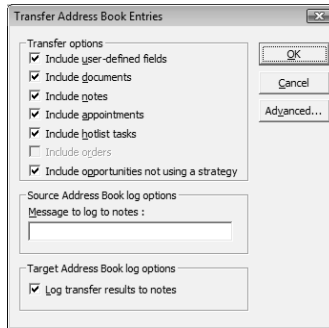 Transfer Address Book Entries
Transfer options
Include user-defined fields
Include documents
Include notes
Include appointments
Include hotlist tasks
Include orders
Include opportunities not using a strategy
OK
Cancel
Advanced...
Source Address Book log options
Message to log to notes :
Target Address Book log options
Log transfer results to notes